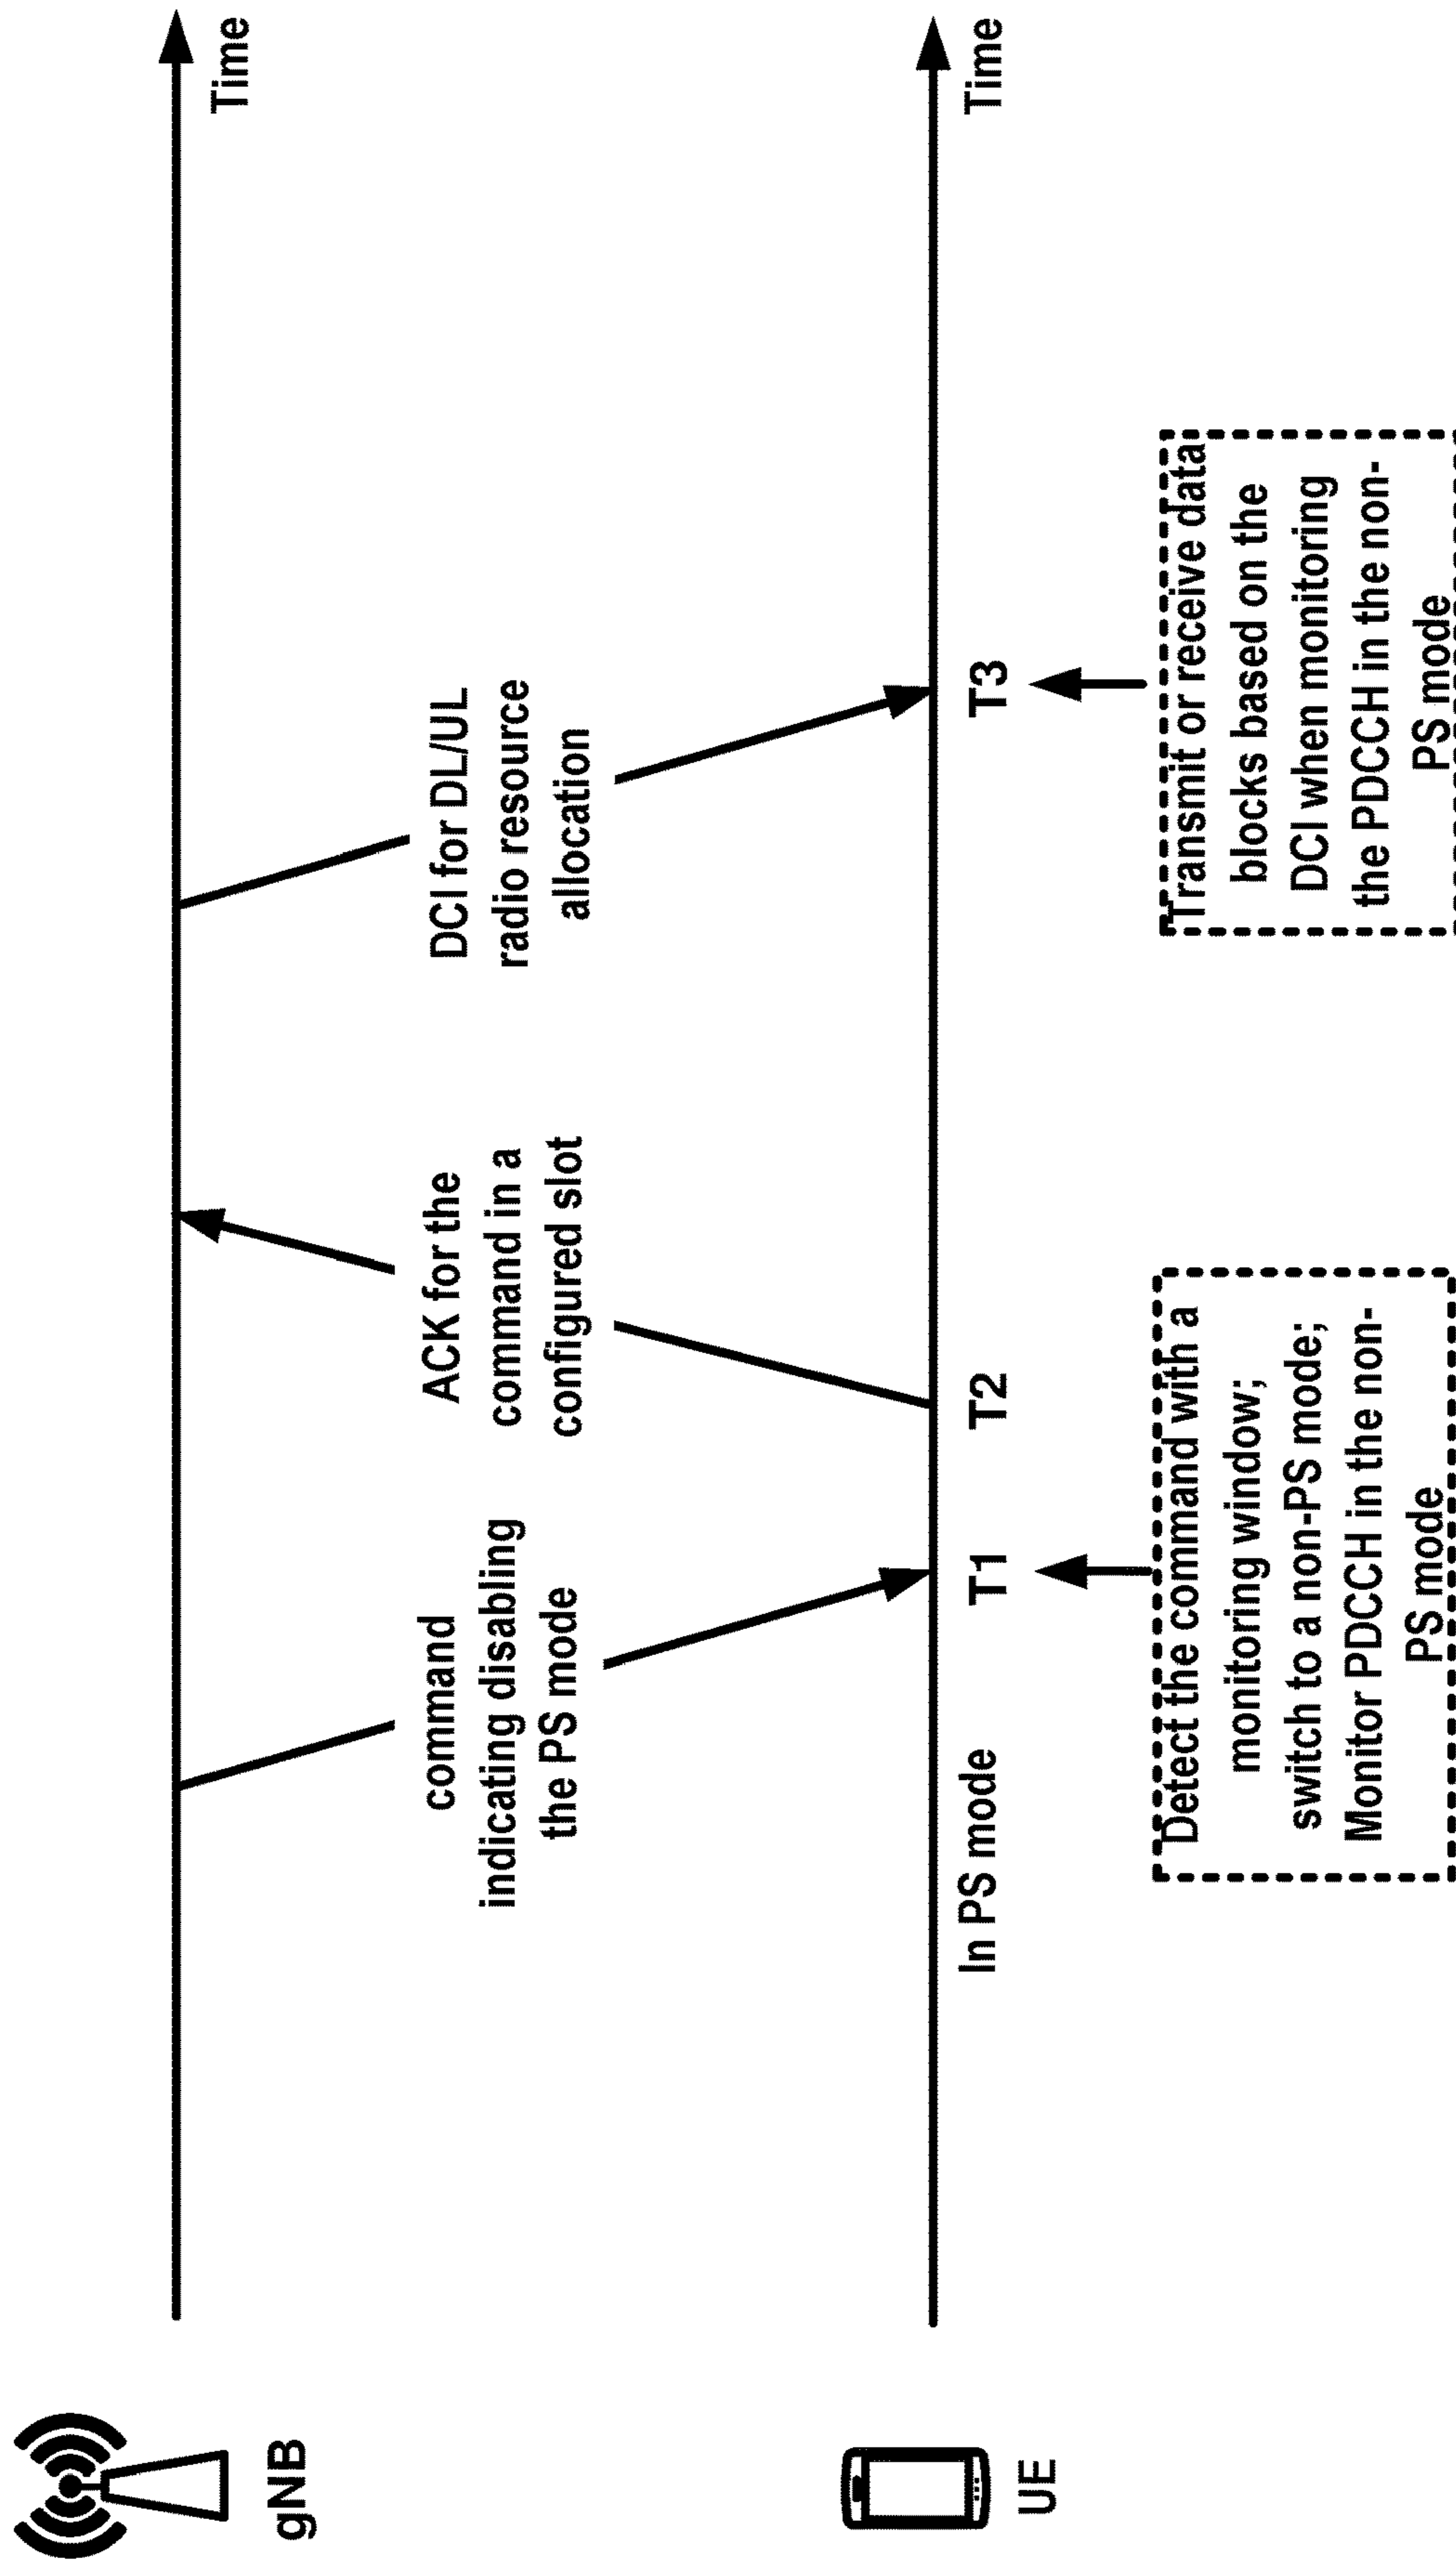 gNB
Time
command
indicating disabling
the PS mode
ACK for the
command in a
configured slot
DCI for DL/UL
radio resource
allocation
UE
In PS mode
T1
T2
T3
Time
Detect the command with a
monitoring window;
switch to a non-PS mode;
Monitor PDCCH in the non-
PS mode
Transmit or receive data
blocks based on the
DCI when monitoring
the PDCCH in the non-
PS mode